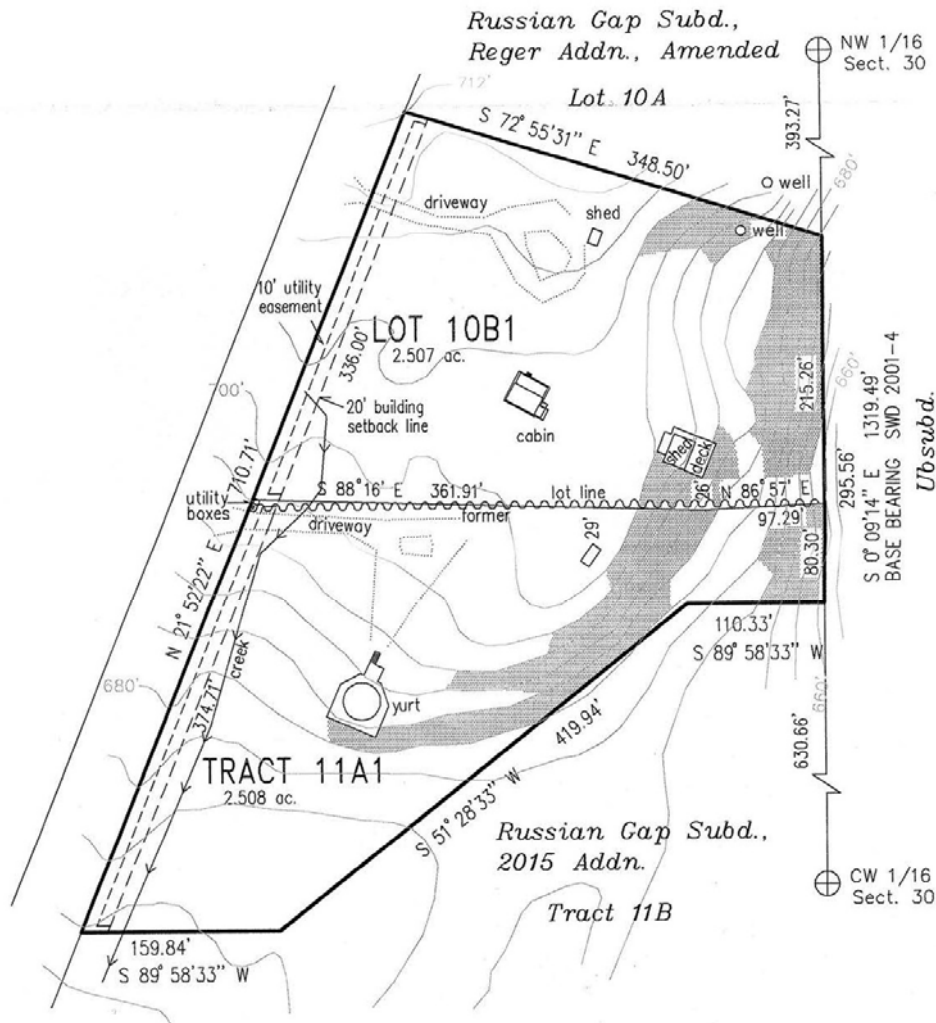 Russian Gap Subd.,
Reger Addn., Amended
Lot 10A
NW 1/16
Sect. 30
712'
S 72° 55'31" E 348.50'
393.27'
680'
well
well
driveway
shed
10' utility
easement
LOT 10B1
2.507 ac.
336.00'
700'
20' building
setback line
cabin
shed
deck
26'
215.26'
660'
S 0° 09'14" E 1319.49'
BASE BEARING SWD 2001-4
Ubsubd.
295.56'
710.71'
N 21° 52'22" E
S 88° 16' E 361.91' lot line N 86° 57' E
97.29'
utility
boxes
driveway
former
29'
80.30'
110.33'
S 89° 58'33" W
creek
680'
374.71'
yurt
419.94'
S 51° 28'33" W
660'
630.66'
TRACT 11A1
2.508 ac.
Russian Gap Subd.,
2015 Addn.
Tract 11B
CW 1/16
Sect. 30
159.84'
S 89° 58'33" W